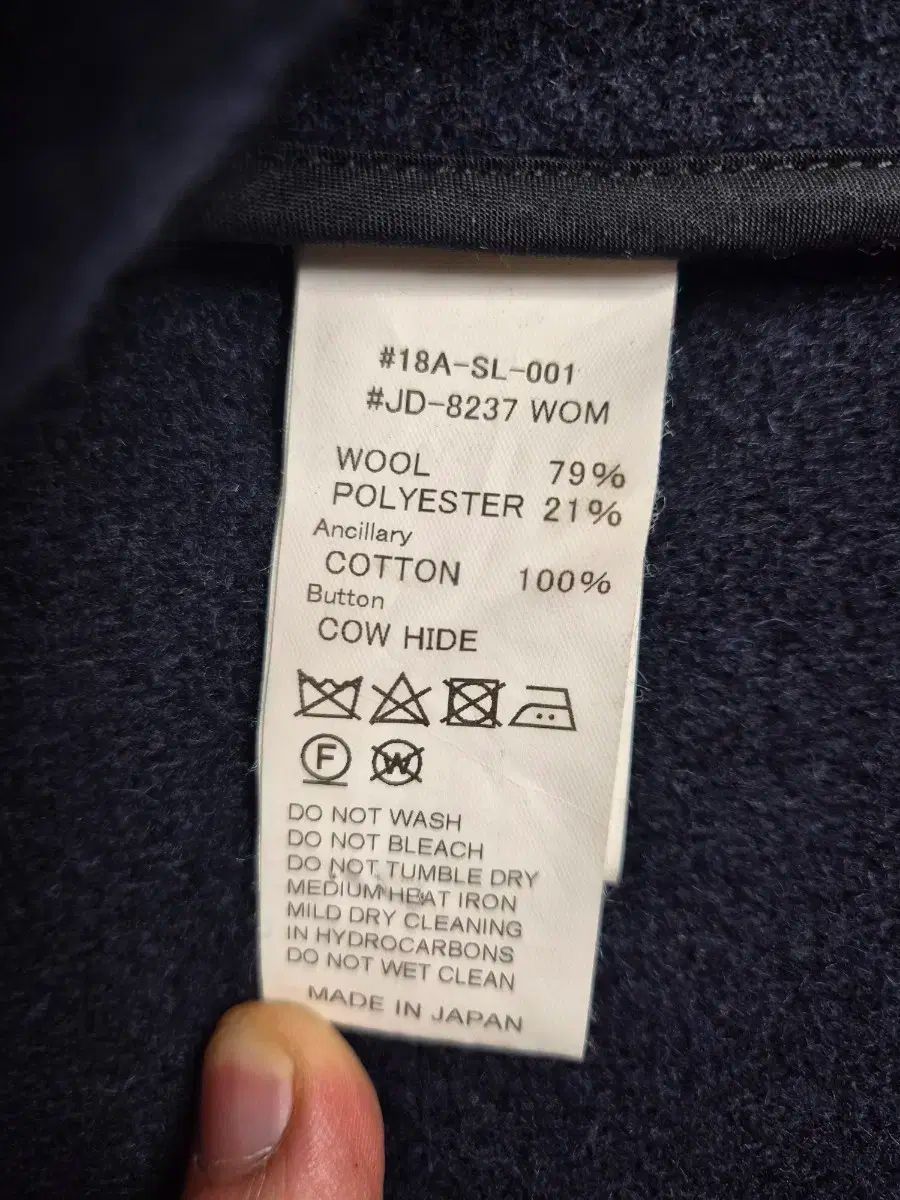 #18A-SL-001
#JD-8237 WOM
WOOL 79%
POLYESTER 21%
Ancillary
COTTON 100%
Button
COW HIDE
F W
DO NOT WASH
DO NOT BLEACH
DO NOT TUMBLE DRY
MEDIUM HEAT IRON
MILD DRY CLEANING
IN HYDROCARBONS
DO NOT WET CLEAN
MADE IN JAPAN